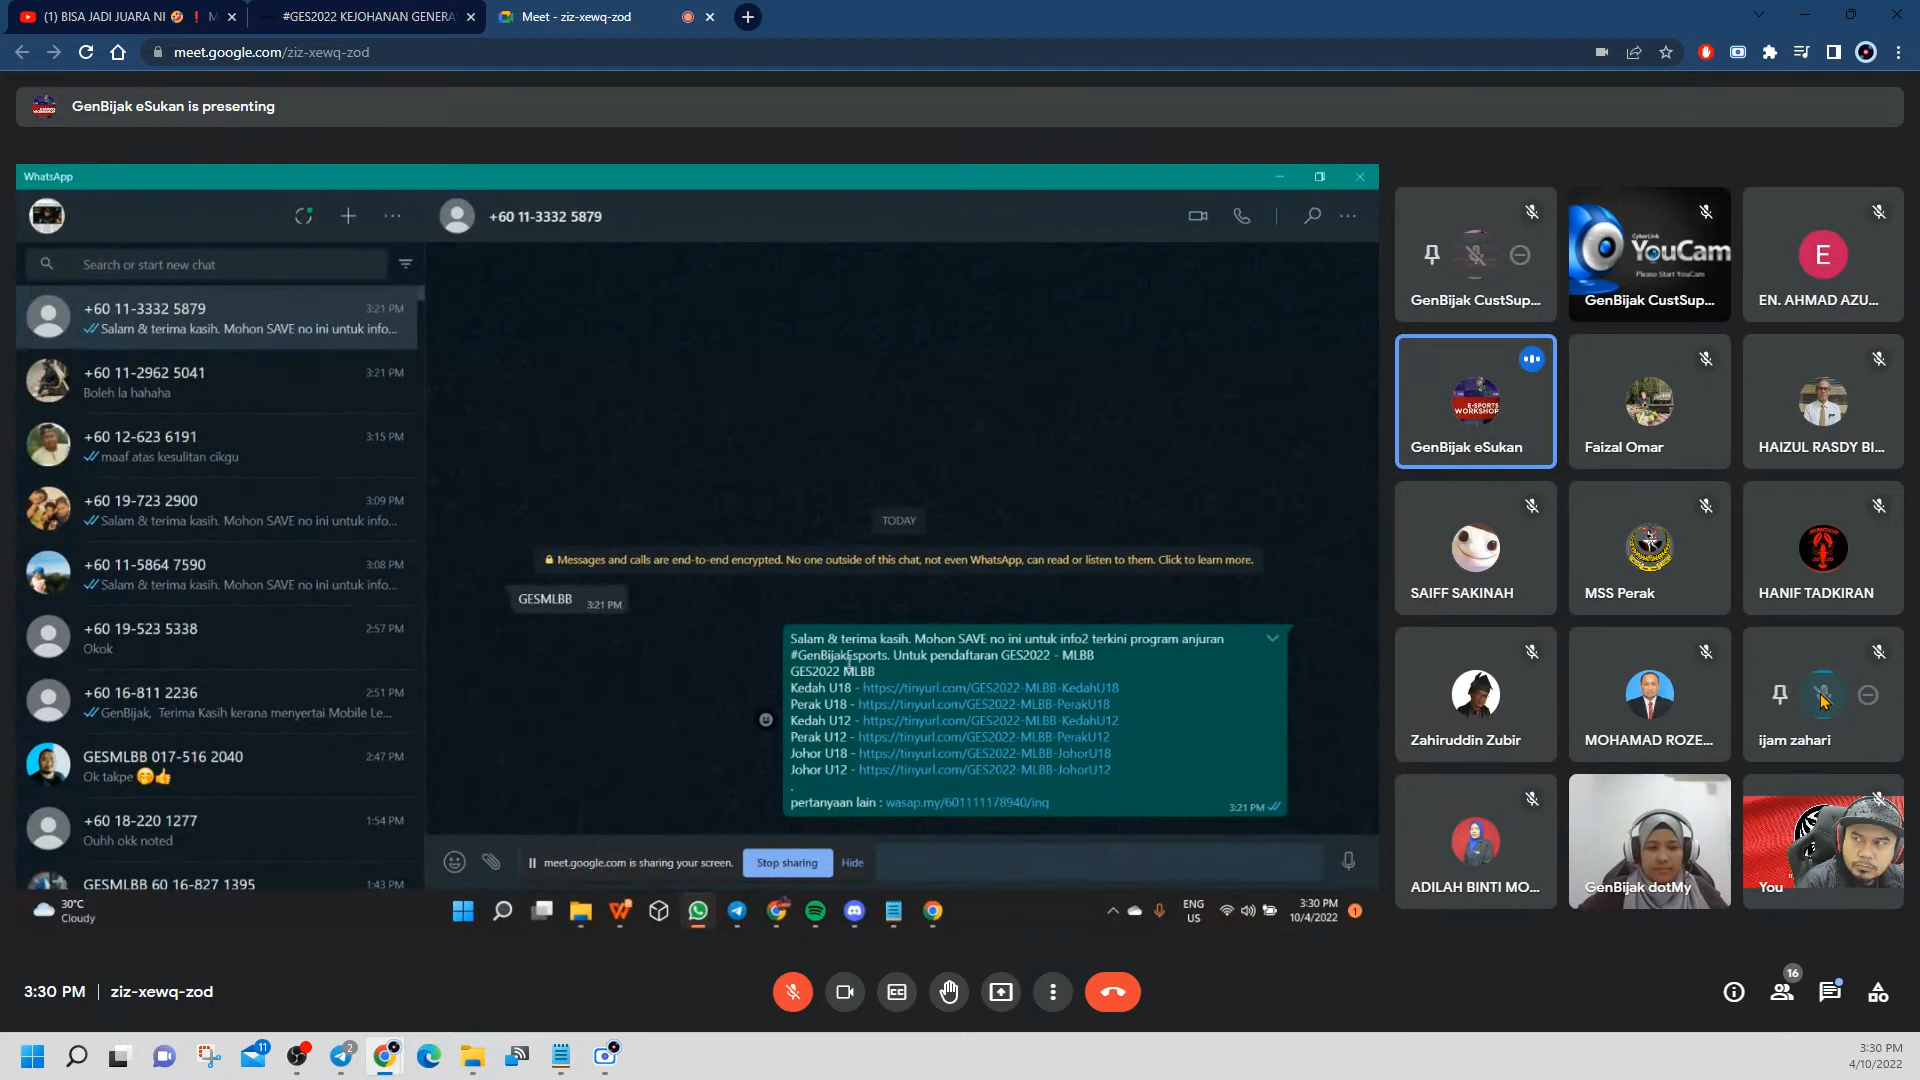 (1) BISA JADI JUARA NI 🤣❗ M
#GES2022 KEJOHANAN GENERA
Meet - ziz-xewq-zod
meet.google.com/ziz-xewq-zod
GenBijak eSukan is presenting
WhatsApp
+60 11-3332 5879
Search or start new chat
+60 11-3332 5879
3:21 PM
Salam & terima kasih. Mohon SAVE no ini untuk info...
+60 11-2962 5041
3:21 PM
Boleh la hahaha
+60 12-623 6191
3:15 PM
maaf atas kesulitan cikgu
+60 19-723 2900
3:09 PM
Salam & terima kasih. Mohon SAVE no ini untuk info...
+60 11-5864 7590
3:08 PM
Salam & terima kasih. Mohon SAVE no ini untuk info...
+60 19-523 5338
2:57 PM
Okok
+60 16-811 2236
2:51 PM
GenBijak, Terima Kasih kerana menyertai Mobile Le...
GESMLBB 017-516 2040
2:47 PM
Ok takpe 🤭👍
+60 18-220 1277
1:54 PM
Ouhh okk noted
GESMLBB 60 16-827 1395
1:43 PM
TODAY
Messages and calls are end-to-end encrypted. No one outside of this chat, not even WhatsApp, can read or listen to them. Click to learn more.
GESMLBB
3:21 PM
Salam & terima kasih. Mohon SAVE no ini untuk info2 terkini program anjuran
#GenBijakEsports. Untuk pendaftaran GES2022 - MLBB
GES2022 MLBB
Kedah U18 - https://tinyurl.com/GES2022-MLBB-KedahU18
Perak U18 - https://tinyurl.com/GES2022-MLBB-PerakU18
Kedah U12 - https://tinyurl.com/GES2022-MLBB-KedahU12
Perak U12 - https://tinyurl.com/GES2022-MLBB-PerakU12
Johor U18 - https://tinyurl.com/GES2022-MLBB-JohorU18
Johor U12 - https://tinyurl.com/GES2022-MLBB-JohorU12
.
pertanyaan lain : wasap.my/601111178940/inq
3:21 PM
meet.google.com is sharing your screen.
Stop sharing
Hide
30°C
Cloudy
ENG
US
3:30 PM
10/4/2022
1
GenBijak CustSup...
CyberLink
YouCam
Please Start YouCam
GenBijak CustSup...
E
EN. AHMAD AZU...
E-SPORTS
WORKSHOP
GenBijak eSukan
Faizal Omar
HAIZUL RASDY BI...
SAIFF SAKINAH
MSS Perak
HANIF TADKIRAN
Zahiruddin Zubir
MOHAMAD ROZE...
ijam zahari
ADILAH BINTI MO...
GenBijak dotMy
You
3:30 PM | ziz-xewq-zod
16
11
2
3:30 PM
4/10/2022